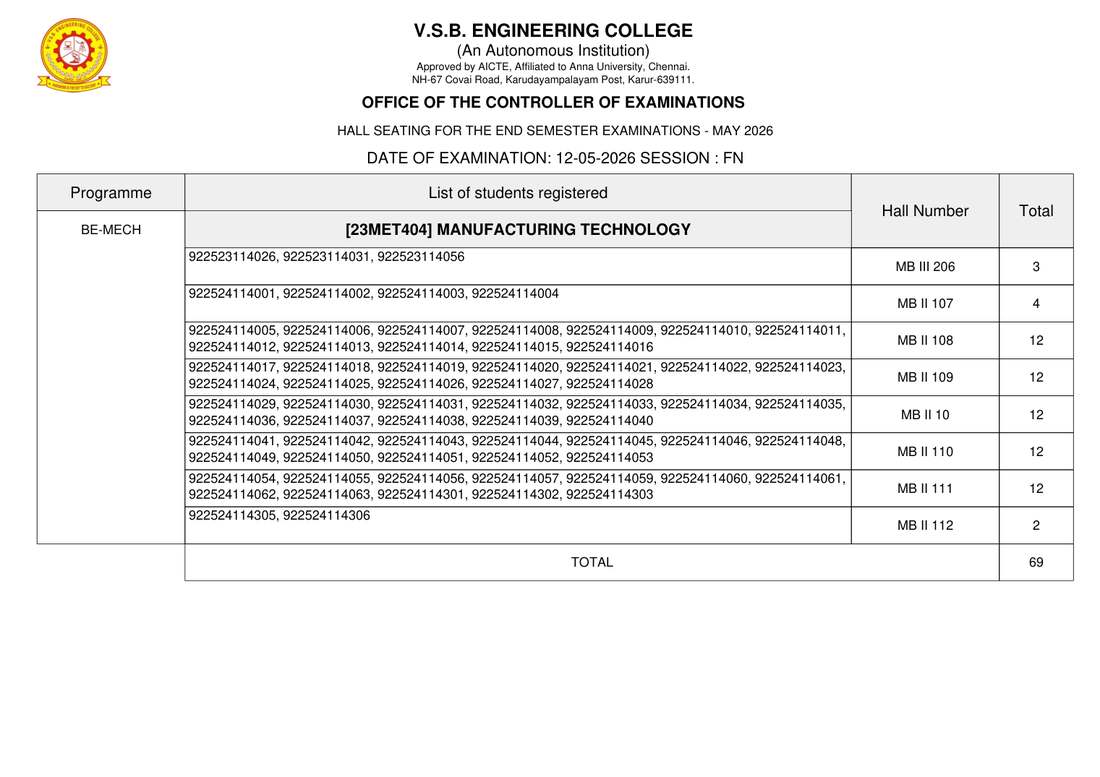 V.S.B. ENGINEERING COLLEGE
(An Autonomous Institution)
Approved by AICTE, Affiliated to Anna University, Chennai.
NH-67 Covai Road, Karudayampalayam Post, Karur-639111.
OFFICE OF THE CONTROLLER OF EXAMINATIONS
HALL SEATING FOR THE END SEMESTER EXAMINATIONS - MAY 2026
DATE OF EXAMINATION: 12-05-2026 SESSION : FN
Programme List of students registered Hall Number Total
BE-MECH [23MET404] MANUFACTURING TECHNOLOGY
922523114026, 922523114031, 922523114056 MB III 206 3
922524114001, 922524114002, 922524114003, 922524114004 MB II 107 4
922524114005, 922524114006, 922524114007, 922524114008, 922524114009, 922524114010, 922524114011,
922524114012, 922524114013, 922524114014, 922524114015, 922524114016 MB II 108 12
922524114017, 922524114018, 922524114019, 922524114020, 922524114021, 922524114022, 922524114023,
922524114024, 922524114025, 922524114026, 922524114027, 922524114028 MB II 109 12
922524114029, 922524114030, 922524114031, 922524114032, 922524114033, 922524114034, 922524114035,
922524114036, 922524114037, 922524114038, 922524114039, 922524114040 MB II 10 12
922524114041, 922524114042, 922524114043, 922524114044, 922524114045, 922524114046, 922524114048,
922524114049, 922524114050, 922524114051, 922524114052, 922524114053 MB II 110 12
922524114054, 922524114055, 922524114056, 922524114057, 922524114059, 922524114060, 922524114061,
922524114062, 922524114063, 922524114301, 922524114302, 922524114303 MB II 111 12
922524114305, 922524114306 MB II 112 2
TOTAL 69